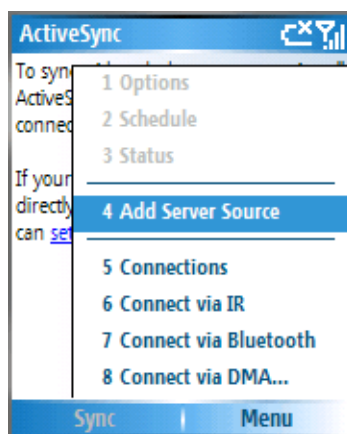 ActiveSync
To syn
ActiveS
connec
If your
directly
can set
1 Options
2 Schedule
3 Status
4 Add Server Source
5 Connections
6 Connect via IR
7 Connect via Bluetooth
8 Connect via DMA...
Sync
Menu